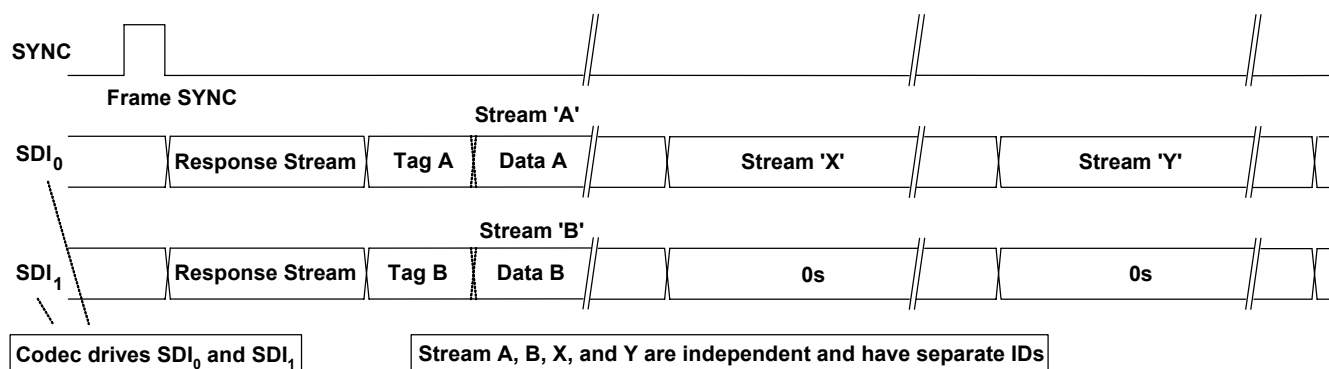 SYNC
Frame SYNC
Stream 'A'
SDI0 Response Stream Tag A Data A Stream 'X' Stream 'Y'
Stream 'B'
SDI1 Response Stream Tag B Data B 0s 0s
Codec drives SDI0 and SDI1 Stream A, B, X, and Y are independent and have separate IDs